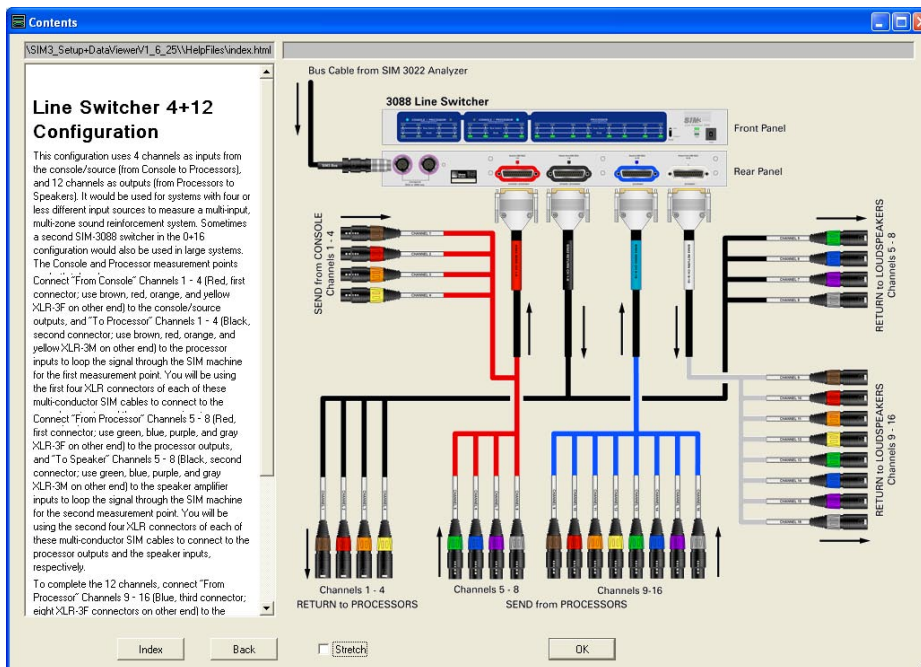 Contents
\SIM3_Setup+DataViewerV1_6_25\\HelpFiles\index.html
Line Switcher 4+12
Configuration
This configuration uses 4 channels as inputs from
the console/source (from Console to Processors),
and 12 channels as outputs (from Processors to
Speakers). It would be used for systems with four or
less different input sources to measure a multi-input,
multi-zone sound reinforcement system. Sometimes
a second SIM-3088 switcher in the 0+16
configuration would also be used in large systems.
The Console and Processor measurement points
Connect "From Console" Channels 1 - 4 (Red, first
connector; use brown, red, orange, and yellow
XLR-3F on other end) to the console/source
outputs, and "To Processor" Channels 1 - 4 (Black,
second connector; use brown, red, orange, and
yellow XLR-3M on other end) to the processor
inputs to loop the signal through the SIM machine
for the first measurement point. You will be using
the first four XLR connectors of each of these
multi-conductor SIM cables to connect to the
Connect "From Processor" Channels 5 - 8 (Red,
first connector; use green, blue, purple, and gray
XLR-3F on other end) to the processor outputs,
and "To Speaker" Channels 5 - 8 (Black, second
connector; use green, blue, purple, and gray
XLR-3M on other end) to the speaker amplifier
inputs to loop the signal through the SIM machine
for the second measurement point. You will be
using the second four XLR connectors of each of
these multi-conductor SIM cables to connect to the
processor outputs and the speaker inputs,
respectively.
To complete the 12 channels, connect "From
Processor" Channels 9 - 16 (Blue, third connector;
eight XLR-3F connectors on other end) to the
Bus Cable from SIM 3022 Analyzer
3088 Line Switcher
Front Panel
Rear Panel
SEND from CONSOLE
Channels 1 - 4
RETURN to LOUDSPEAKERS
Channels 5 - 8
RETURN to LOUDSPEAKERS
Channels 9 - 16
Channels 1 - 4
RETURN to PROCESSORS
Channels 5 - 8
Channels 9-16
SEND from PROCESSORS
Index
Back
Stretch
OK